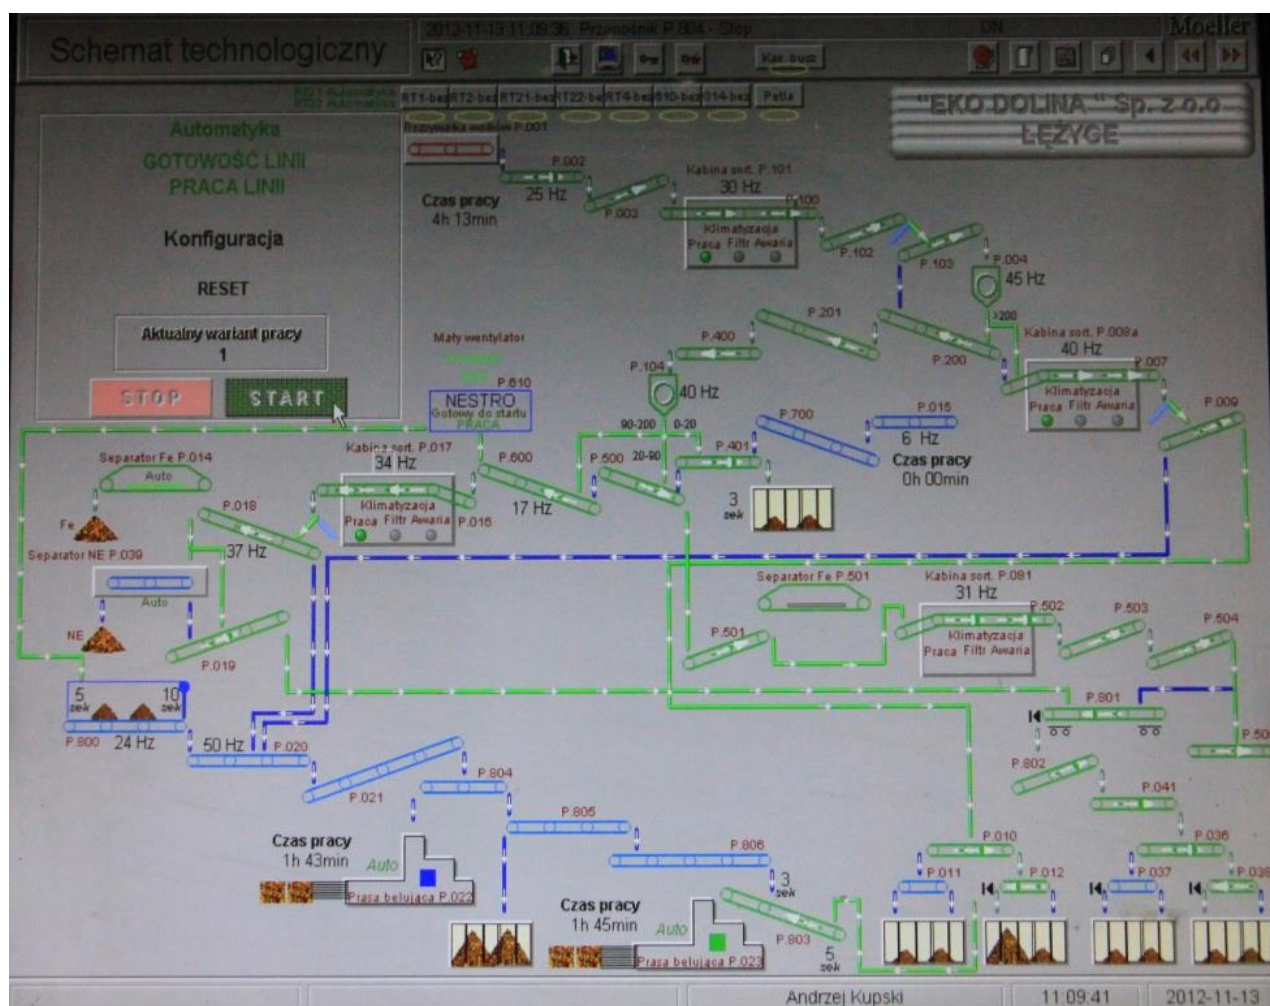 Schemat technologiczny
2012-11-13 11:09:36 Przenośnik P.804 - Stop
ON
Moeller
Kas. bucz
RT21 Automatyka
RT22 Automatyka
RT1-bez
RT2-bez
RT21-bez
RT22-be
RT4-bez
610-bez
014-bez
Petla
"EKO DOLINA " Sp. z o.o
ŁĘŻYCE
Automatyka
GOTOWOŚĆ LINII
PRACA LINII
Konfiguracja
RESET
Aktualny wariant pracy
1
STOP
START
P.001
P.002
25 Hz
Czas pracy
4h 13min
P.003
Kabina sort. P.101
30 Hz
P.100
Klimatyzacja
Praca Filtr Awaria
P.102
P.103
P.004
45 Hz
>200
P.201
P.200
P.400
P.104
40 Hz
90-200
0-20
20-90
Kabina sort. P.008a
40 Hz
P.007
Klimatyzacja
Praca Filtr Awaria
P.009
Mały wentylator
P.610
NESTRO
Gotowy do startu
PRACA
P.700
P.015
6 Hz
Czas pracy
0h 00min
P.401
3
sek
P.500
P.600
17 Hz
Kabina sort. P.017
34 Hz
Klimatyzacja
Praca Filtr Awaria
P.016
Separator Fe P.014
Auto
Fe
P.018
37 Hz
Separator NE P.039
Auto
NE
P.019
Separator Fe P.501
P.501
Kabina sort. P.081
31 Hz
P.502
Klimatyzacja
Praca Filtr Awaria
P.503
P.504
5
sek
10
sek
P.800
24 Hz
50 Hz
P.020
P.021
P.801
P.802
P.041
P.804
P.805
P.806
P.010
P.036
P.011
P.012
P.037
P.038
Czas pracy
1h 43min
Auto
Prasa belująca P.022
Czas pracy
1h 45min
Auto
Prasa belująca P.023
3
sek
P.803
5
sek
Andrzej Kupski
11:09:41
2012-11-13